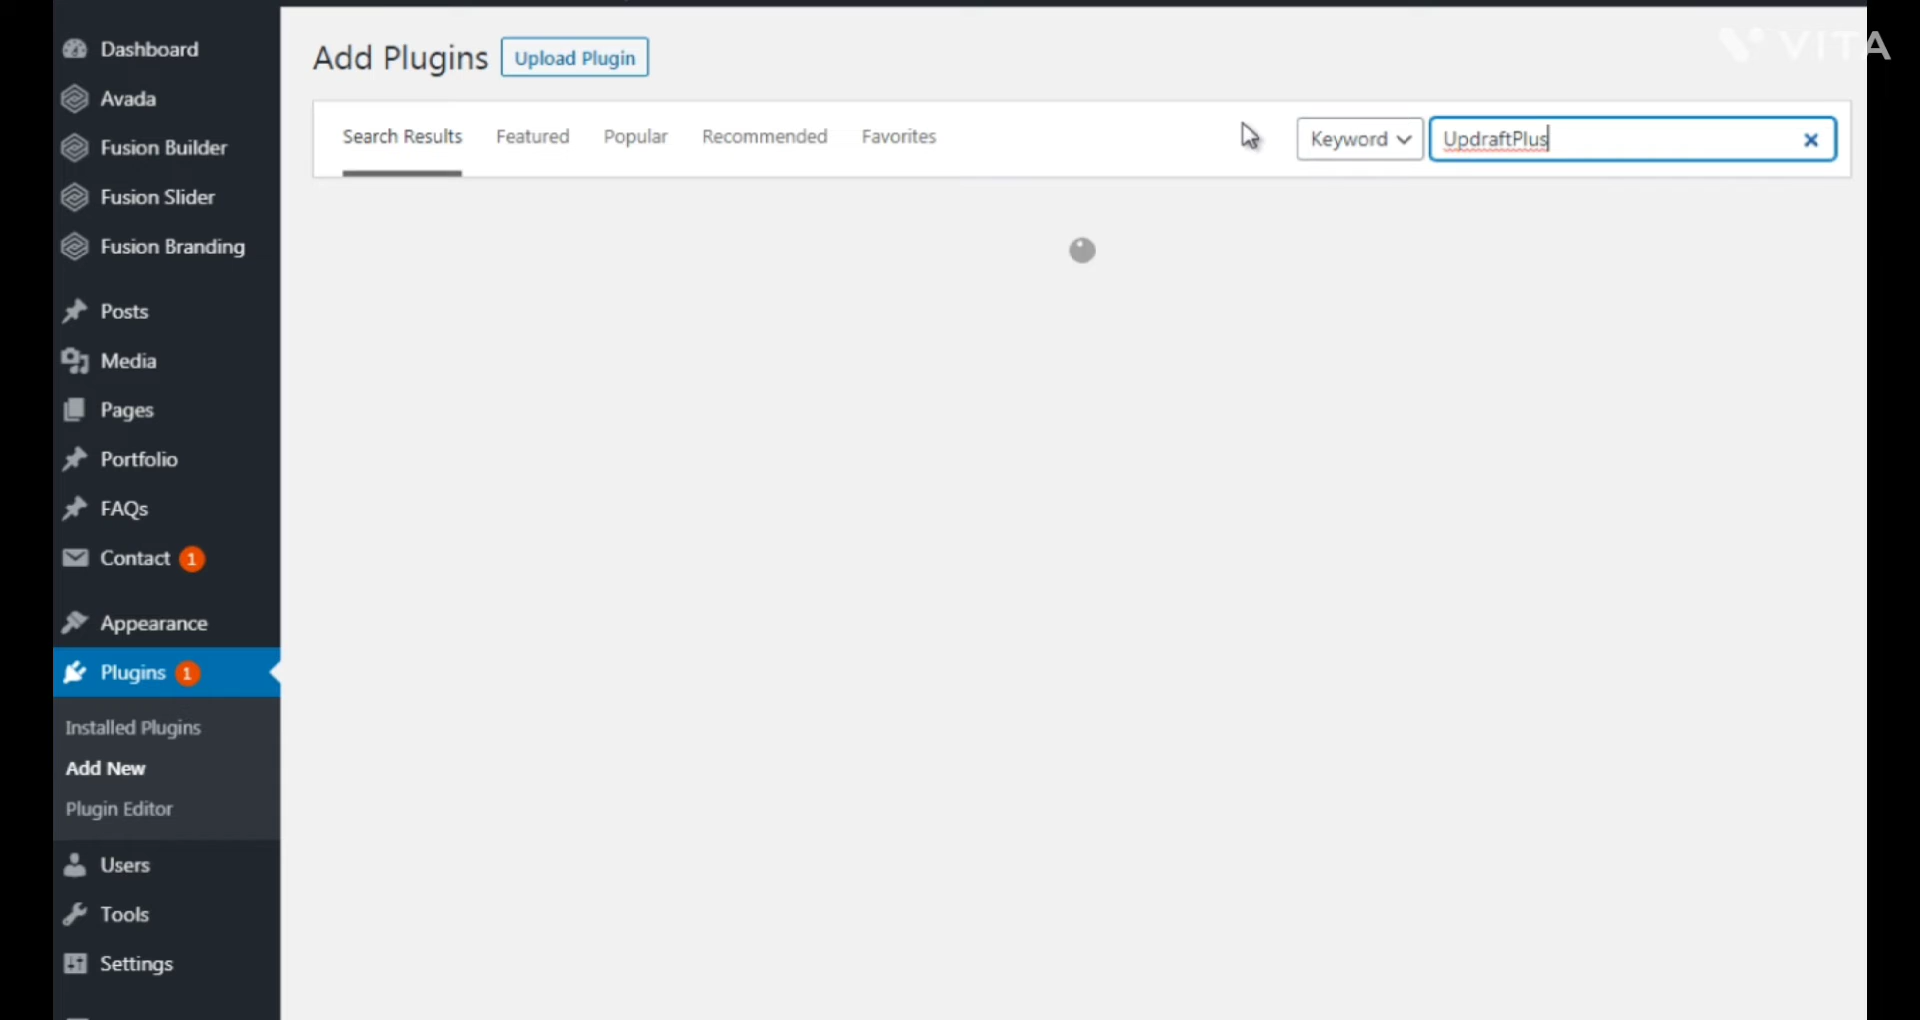 VITA
Dashboard
Avada
Fusion Builder
Fusion Slider
Fusion Branding
Posts
Media
Pages
Portfolio
FAQs
Contact 1
Appearance
Plugins 1
Installed Plugins
Add New
Plugin Editor
Users
Tools
Settings
Add Plugins Upload Plugin
Search Results Featured Popular Recommended Favorites Keyword UpdraftPlus